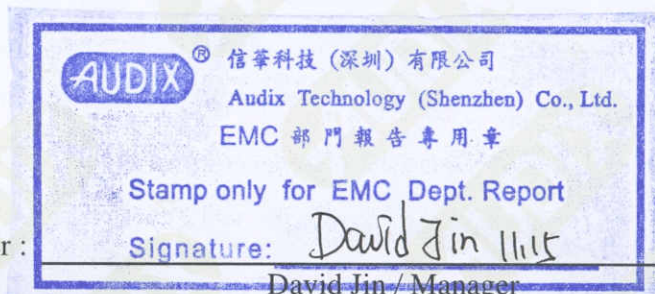 AUDIX ® 信華科技 (深圳) 有限公司
Audix Technology (Shenzhen) Co., Ltd.
EMC 部門報告專用章
Stamp only for EMC Dept. Report
r : Signature: David Jin 11.15
David Jin / Manager